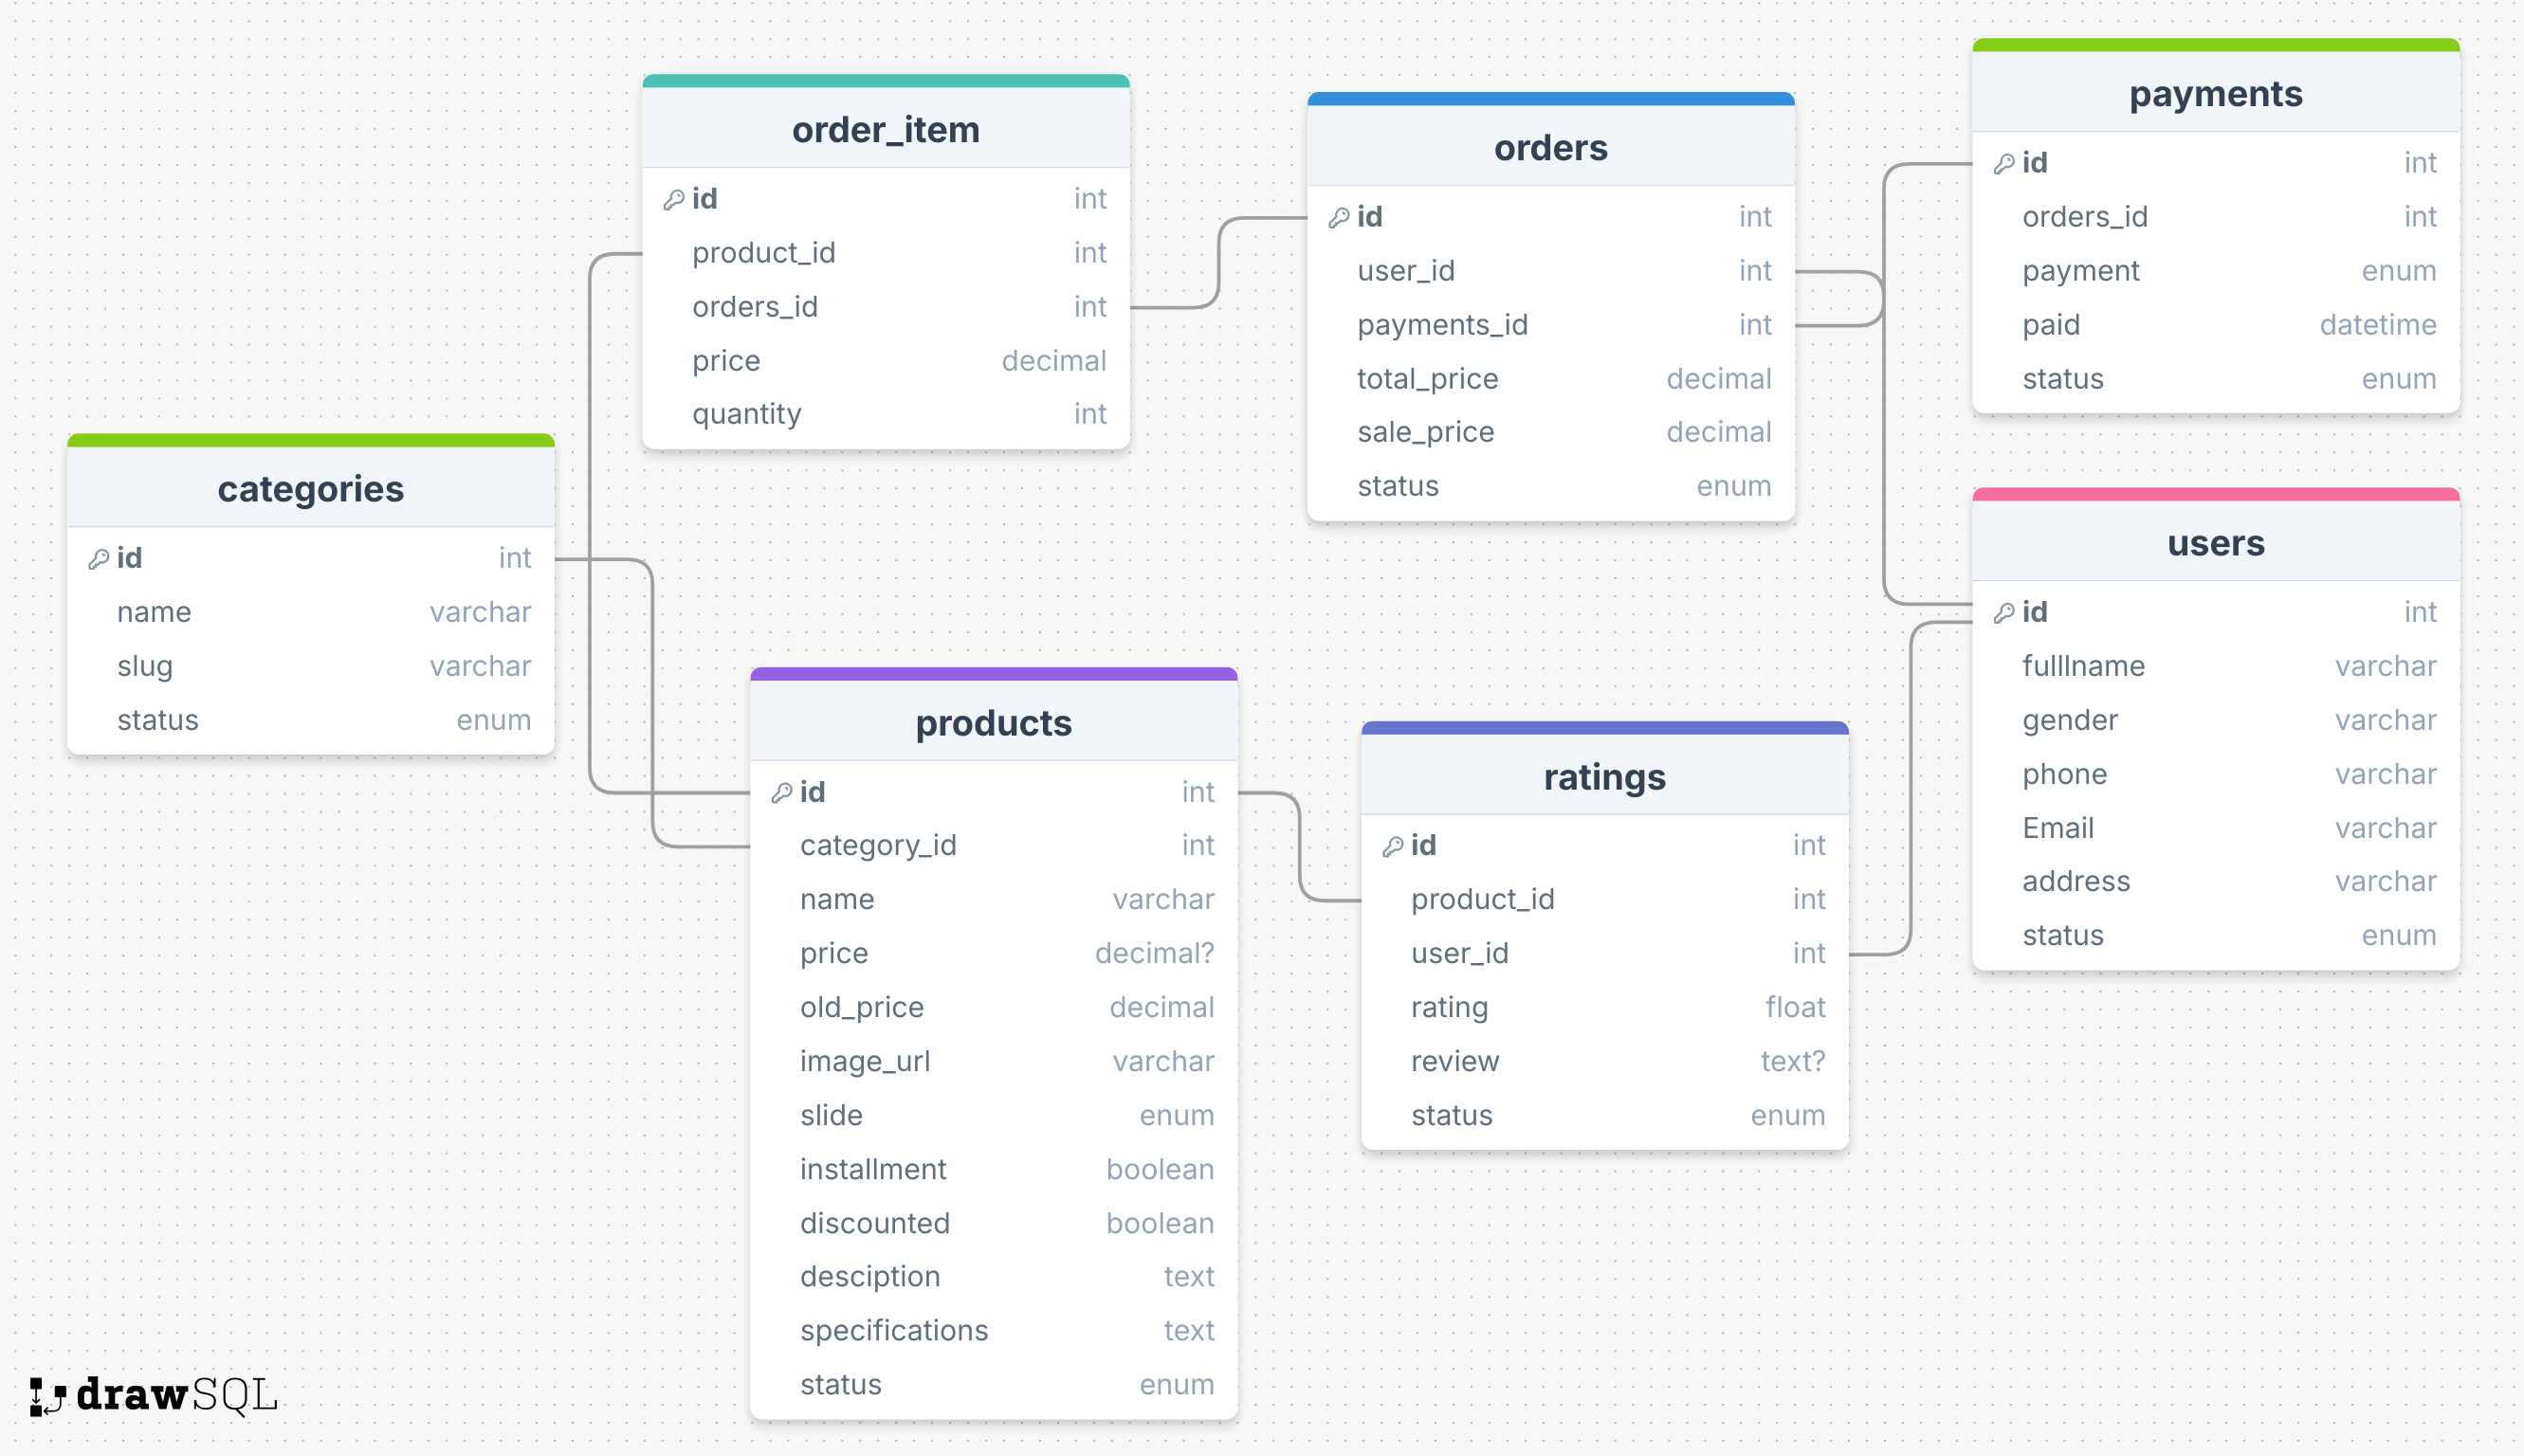 order_item
id int
product_id int
orders_id int
price decimal
quantity int
orders
id int
user_id int
payments_id int
total_price decimal
sale_price decimal
status enum
payments
id int
orders_id int
payment enum
paid datetime
status enum
categories
id int
name varchar
slug varchar
status enum
users
id int
fulllname varchar
gender varchar
phone varchar
Email varchar
address varchar
status enum
products
id int
category_id int
name varchar
price decimal?
old_price decimal
image_url varchar
slide enum
installment boolean
discounted boolean
desciption text
specifications text
status enum
ratings
id int
product_id int
user_id int
rating float
review text?
status enum
drawSQL